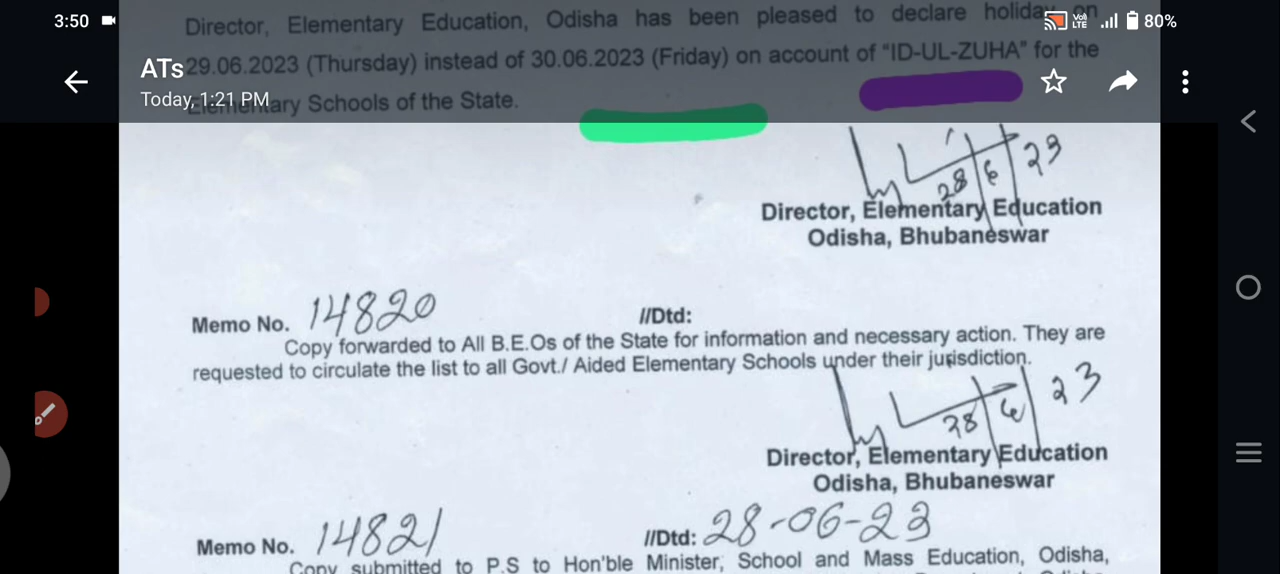 3:50
80%
Director, Elementary Education, Odisha has been pleased to declare holiday on
ATs
29.06.2023 (Thursday) instead of 30.06.2023 (Friday) on account of “ID-UL-ZUHA” for the
Today, 1:21 PM
Elementary Schools of the State.
28/6/23
Director, Elementary Education
Odisha, Bhubaneswar
Memo No. 14820 //Dtd:
Copy forwarded to All B.E.Os of the State for information and necessary action. They are
requested to circulate the list to all Govt./ Aided Elementary Schools under their jurisdiction.
28/6/23
Director, Elementary Education
Odisha, Bhubaneswar
Memo No. 14821 //Dtd: 28-06-23
Copy submitted to P.S to Hon'ble Minister, School and Mass Education, Odisha,